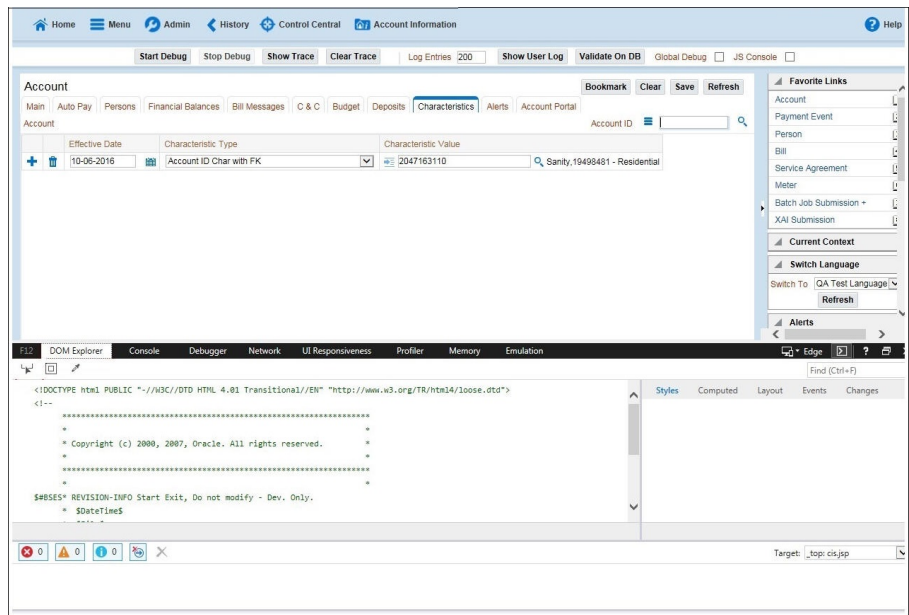 Home Menu Admin History Control Central Account Information Help
Start Debug Stop Debug Show Trace Clear Trace Log Entries 200 Show User Log Validate On DB Global Debug JS Console
Account Bookmark Clear Save Refresh
Main Auto Pay Persons Financial Balances Bill Messages C & C Budget Deposits Characteristics Alerts Account Portal
Account Account ID
Effective Date Characteristic Type Characteristic Value
10-06-2016 Account ID Char with FK 2047163110 Sanity,19498481 - Residential
Favorite Links
Account
Payment Event
Person
Bill
Service Agreement
Meter
Batch Job Submission +
XAI Submission
Current Context
Switch Language
Switch To QA Test Language
Refresh
Alerts
F12 DOM Explorer Console Debugger Network UI Responsiveness Profiler Memory Emulation Edge ?
Find (Ctrl+F)
<!DOCTYPE html PUBLIC "-//W3C//DTD HTML 4.01 Transitional//EN" "http://www.w3.org/TR/html4/loose.dtd">
Styles Computed Layout Events Changes
<!--
*****************************************************************
* *
* Copyright (c) 2000, 2007, Oracle. All rights reserved. *
* *
*****************************************************************
$#BSES* REVISION-INFO Start Exit, Do not modify - Dev. Only.
* $DateTime$
0 0 0
Target: _top: cis.jsp